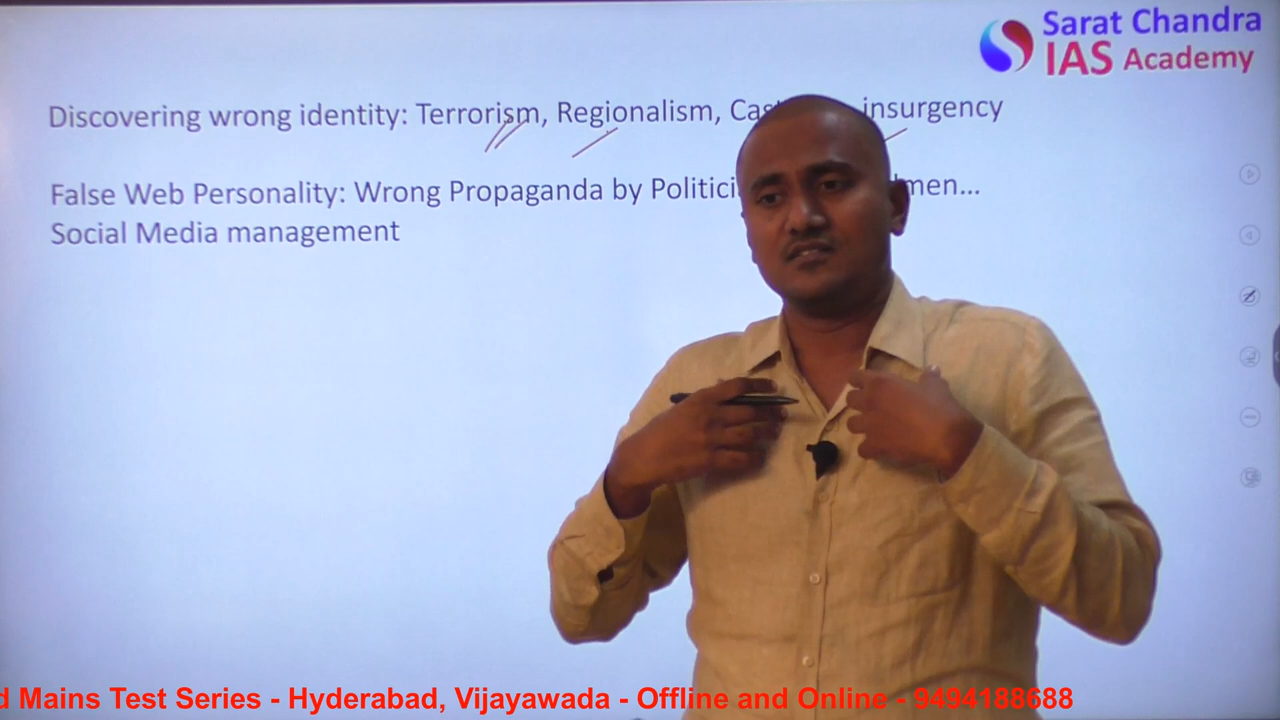 Sarat Chandra
IAS Academy
Discovering wrong identity: Terrorism, Regionalism, insurgency
False Web Personality: Wrong Propaganda by
Social Media management
Mains Test Series - Hyderabad, Vijayawada - Offline and Online - 9494188688